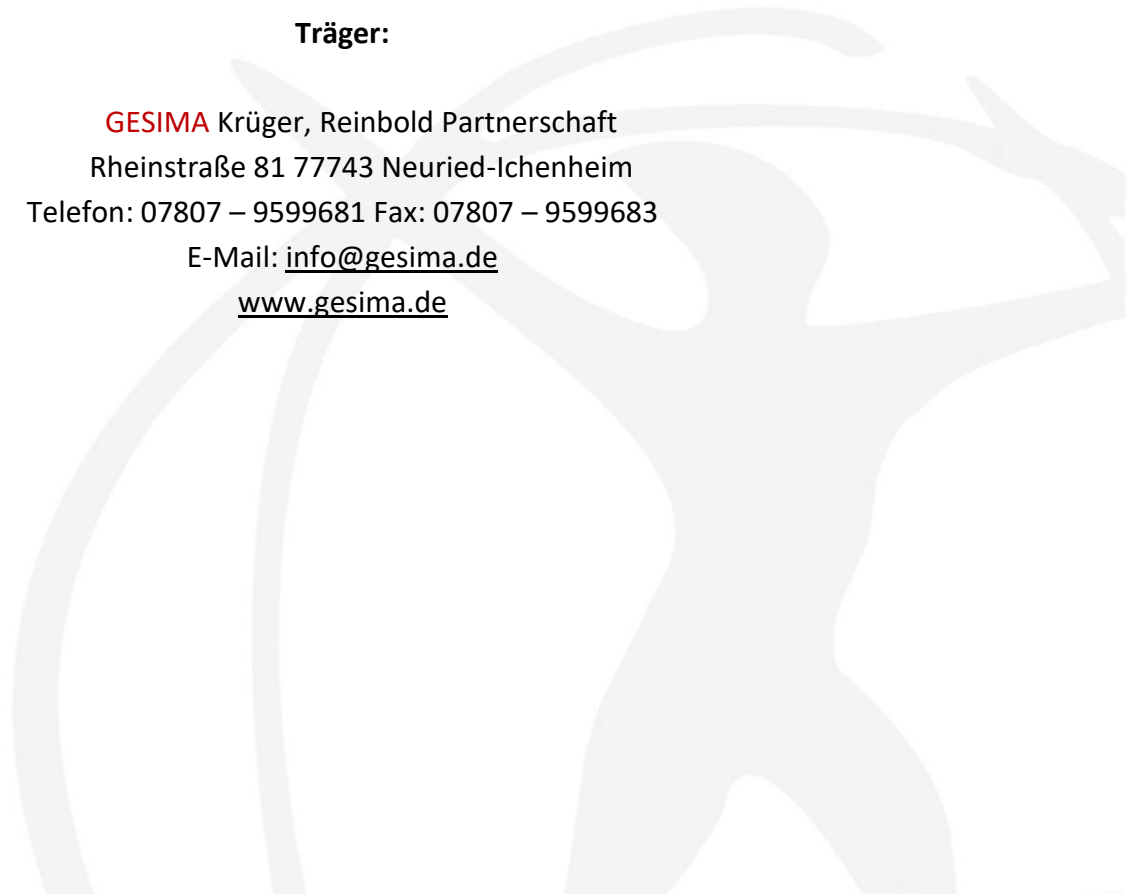 Träger:
GESIMA Krüger, Reinbold Partnerschaft
Rheinstraße 81 77743 Neuried-Ichenheim
Telefon: 07807 – 9599681 Fax: 07807 – 9599683
E-Mail: info@gesima.de
www.gesima.de